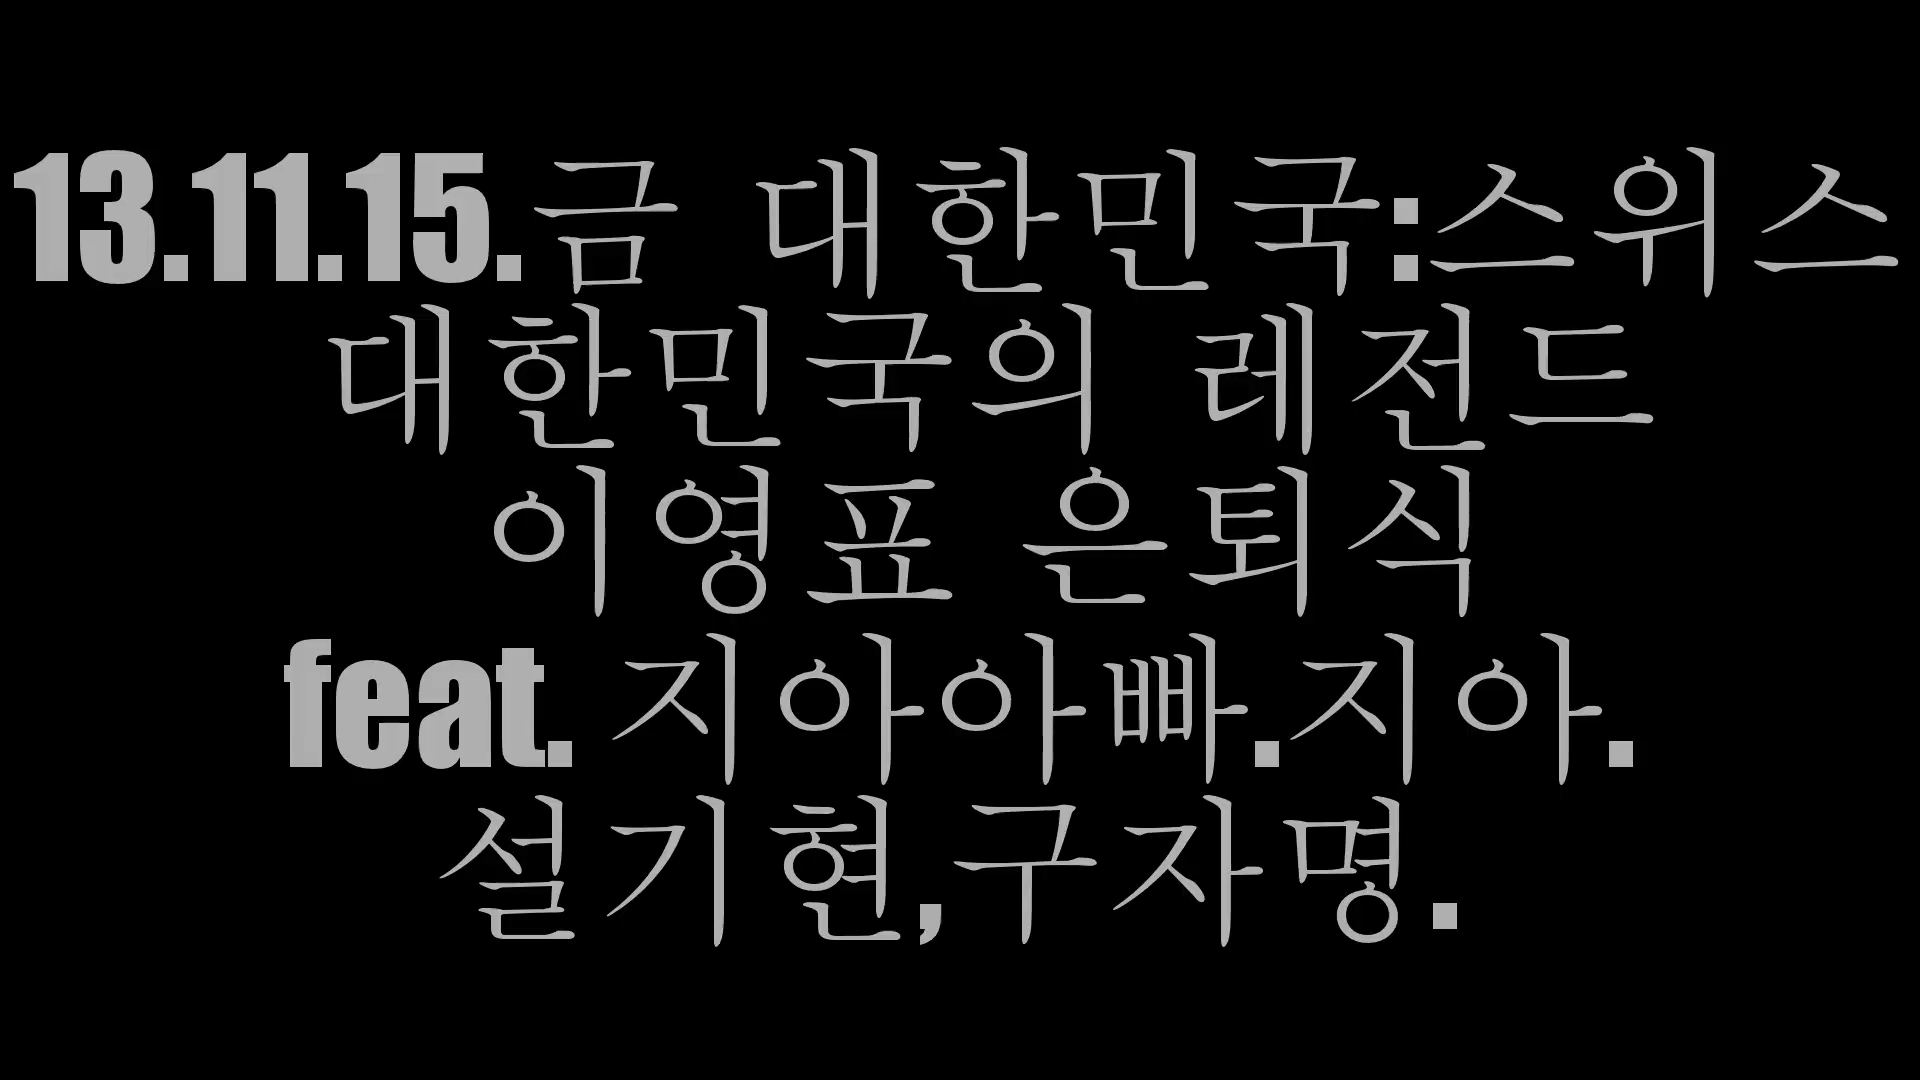 13.11.15.금 대한민국:스위스
대한민국의 레전드
이영표 은퇴식
feat. 지아아빠.지아.
설기현,구자명.